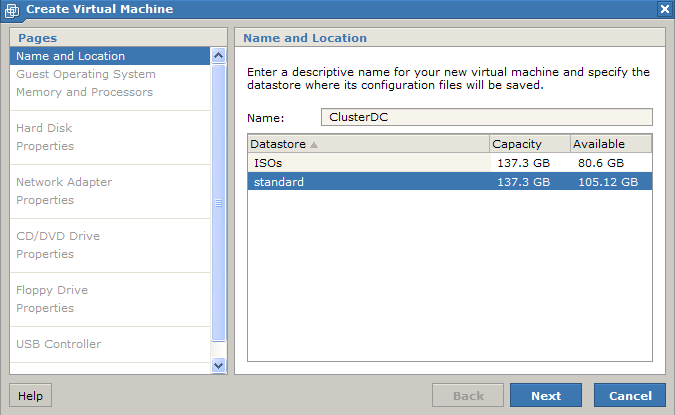 Create Virtual Machine
Pages
Name and Location
Guest Operating System
Memory and Processors
Hard Disk
Properties
Network Adapter
Properties
CD/DVD Drive
Properties
Floppy Drive
Properties
USB Controller
Name and Location
Enter a descriptive name for your new virtual machine and specify the
datastore where its configuration files will be saved.
Name: ClusterDC
Datastore Capacity Available
ISOs 137.3 GB 80.6 GB
standard 137.3 GB 105.12 GB
Help Back Next Cancel